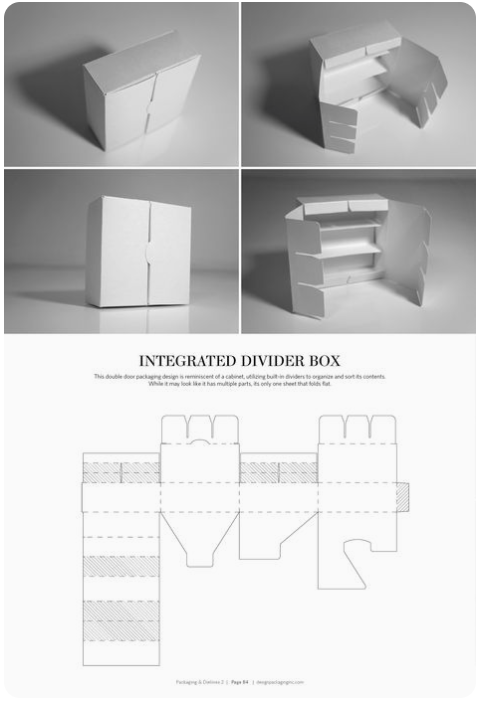 INTEGRATED DIVIDER BOX
This double door packaging design is reminiscent of a cabinet, utilizing built-in dividers to organize and sort its contents.
While it may look like it has multiple parts, its only one sheet that folds flat.
Packaging & Dielines 2 | Page 84 | designpackaginginc.com